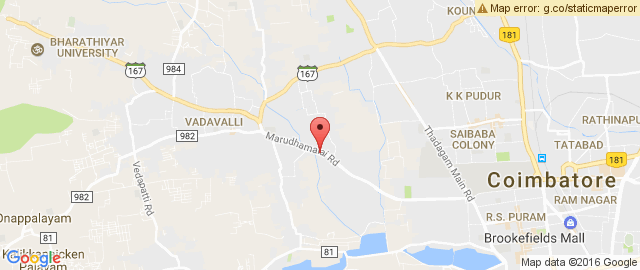 Map error: g.co/staticmaperror
KOUN
BHARATHIYAR
UNIVERSITY
181
167
984
167
K K PUDUR
VADAVALLI
982
RATHINAPU
SAIBABA
COLONY
TATABAD
Marudhamalai Rd
Thadagam Main Rd
181
Coimbatore
Vedapatti Rd
982
RAM NAGAR
Onappalayam
R.S. PURAM
81
81
Brookefields Mall
Google
Palayam
Map data ©2016 Google